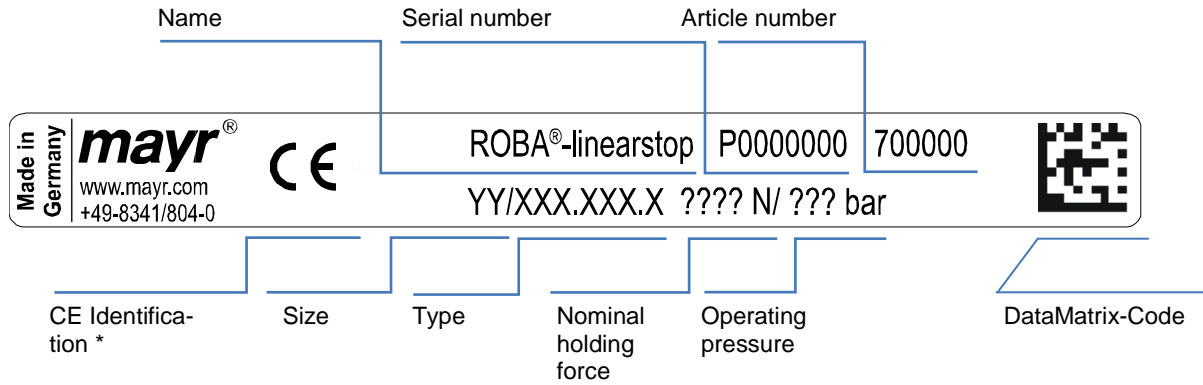 Name Serial number Article number
Made in
Germany
mayr®
www.mayr.com
+49-8341/804-0
CE
ROBA®-linearstop P0000000 700000
YY/XXX.XXX.X ???? N/ ??? bar
CE Identifica-
tion *
Size
Type
Nominal
holding
force
Operating
pressure
DataMatrix-Code